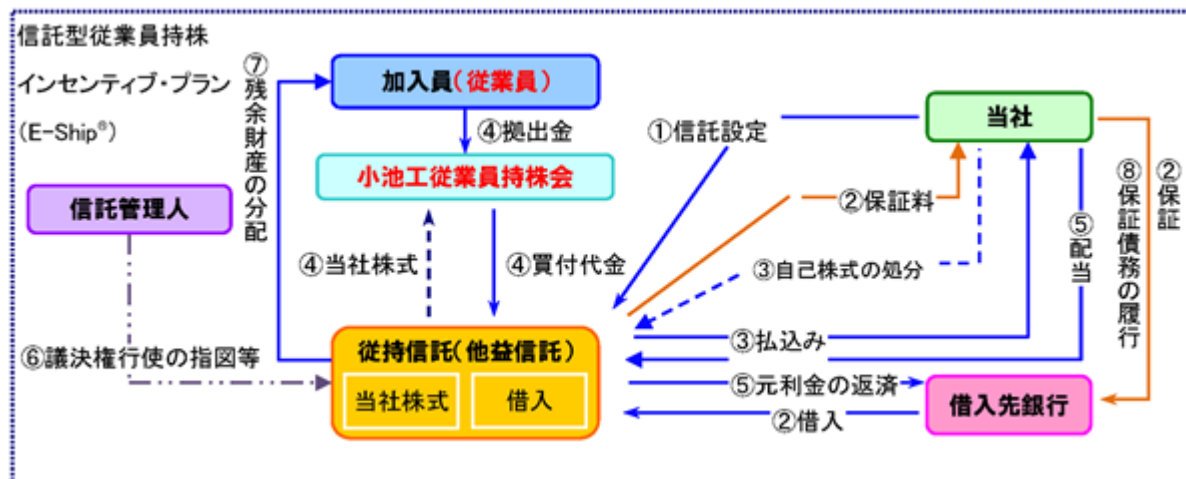 信託型従業員持株
インセンティブ・プラン
(E-Ship®)
⑦残余財産の分配
加入員(従業員)
④拠出金
小池工従業員持株会
①信託設定
当社
信託管理人
②保証料
⑧保証債務の履行
②保証
⑤配当
④当社株式
④買付代金
③自己株式の処分
従持信託(他益信託)
当社株式
借入
③払込み
⑥議決権行使の指図等
⑤元利金の返済
②借入
借入先銀行